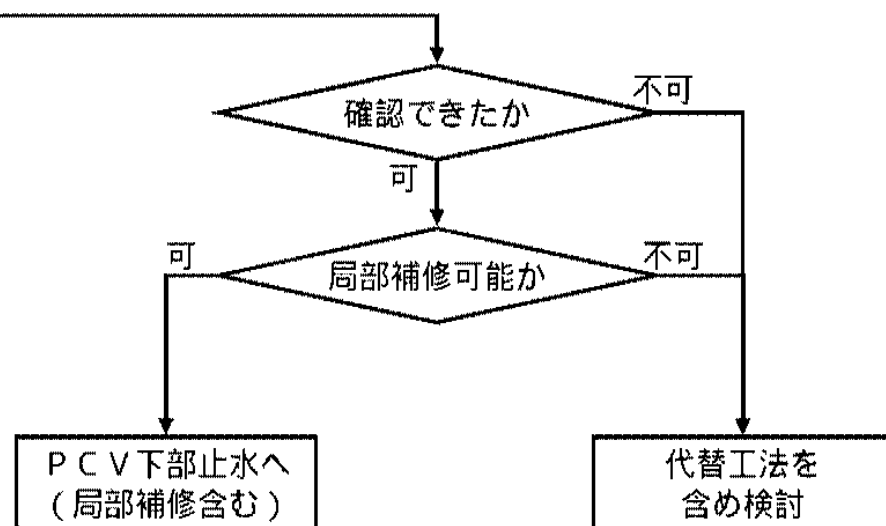 不可
確認できたか
可
可
局部補修可能か
不可
ＰＣＶ下部止水へ
（局部補修含む）
代替工法を
含め検討